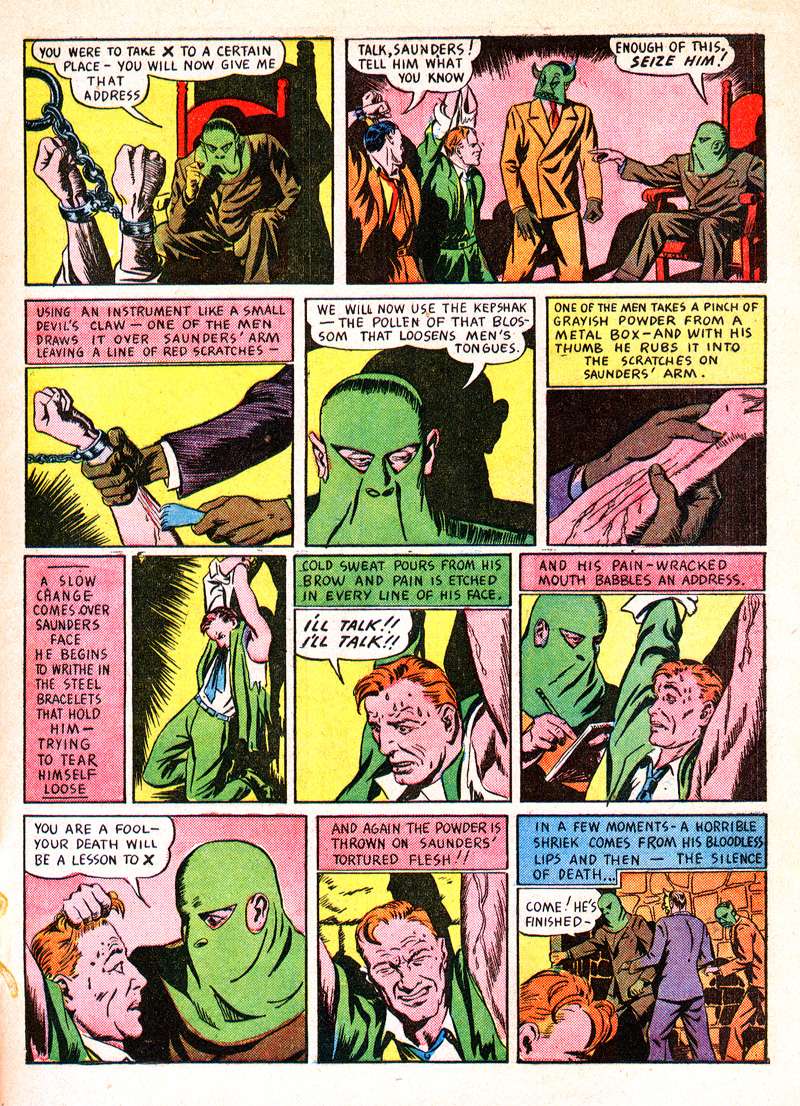 YOU WERE TO TAKE X TO A CERTAIN
PLACE - YOU WILL NOW GIVE ME
THAT
ADDRESS
TALK, SAUNDERS!
TELL HIM WHAT
YOU KNOW
ENOUGH OF THIS.
SEIZE HIM!
USING AN INSTRUMENT LIKE A SMALL
DEVIL'S CLAW - ONE OF THE MEN
DRAWS IT OVER SAUNDERS' ARM
LEAVING A LINE OF RED SCRATCHES -
WE WILL NOW USE THE KEPSHAK
- THE POLLEN OF THAT BLOS-
SOM THAT LOOSENS MEN'S
TONGUES.
ONE OF THE MEN TAKES A PINCH OF
GRAYISH POWDER FROM A
METAL BOX - AND WITH HIS
THUMB HE RUBS IT INTO
THE SCRATCHES ON
SAUNDERS' ARM.
A SLOW
CHANGE
COMES OVER
SAUNDERS
FACE
HE BEGINS
TO WRITHE IN
THE STEEL
BRACELETS
THAT HOLD
HIM -
TRYING
TO TEAR
HIMSELF
LOOSE
COLD SWEAT POURS FROM HIS
BROW AND PAIN IS ETCHED
IN EVERY LINE OF HIS FACE.
I'LL TALK!!
I'LL TALK!!
AND HIS PAIN-WRACKED
MOUTH BABBLES AN ADDRESS.
YOU ARE A FOOL -
YOUR DEATH WILL
BE A LESSON TO X
AND AGAIN THE POWDER IS
THROWN ON SAUNDERS'
TORTURED FLESH!!
IN A FEW MOMENTS - A HORRIBLE
SHRIEK COMES FROM HIS BLOODLESS
LIPS AND THEN - THE SILENCE
OF DEATH...
COME! HE'S
FINISHED -